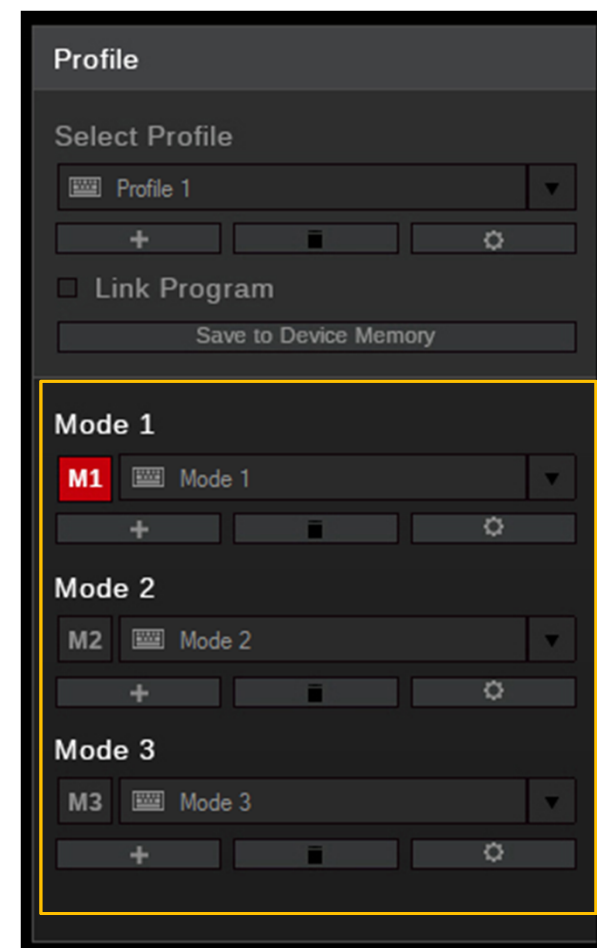 Profile
Select Profile
Profile 1
Link Program
Save to Device Memory
Mode 1
M1 Mode 1
Mode 2
M2 Mode 2
Mode 3
M3 Mode 3